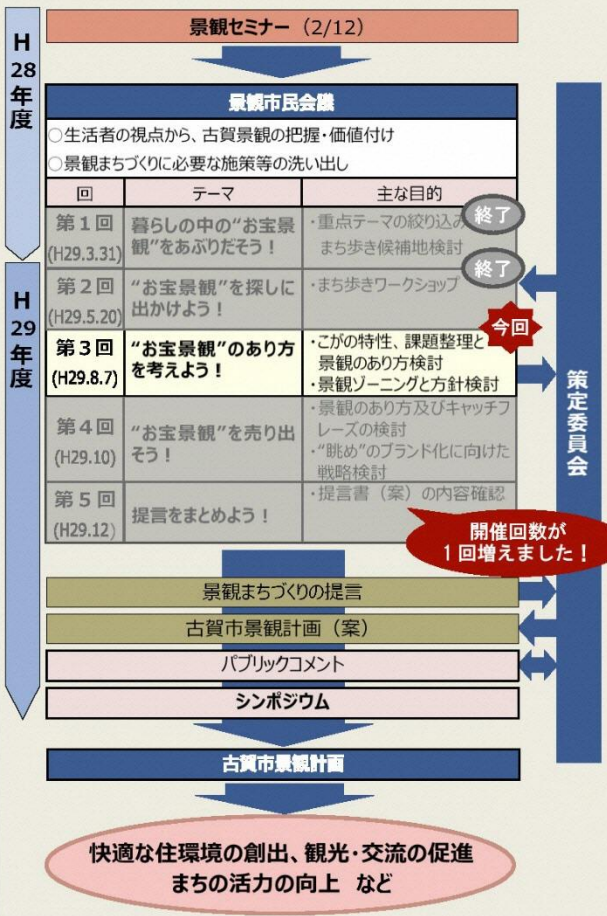 H
28
年
度
景観セミナー（2/12）
景観市民会議
○生活者の視点から、古賀景観の把握・価値付け
○景観まちづくりに必要な施策等の洗い出し
回 テーマ 主な目的
第１回
(H29.3.31)
暮らしの中の“お宝景
観”をあぶりだそう！
・重点テーマの絞り込み
まち歩き候補地検討
終了
H
29
年
度
第２回
(H29.5.20)
“お宝景観”を探しに
出かけよう！
・まち歩きワークショップ
終了
第３回
(H29.8.7)
“お宝景観”のあり方
を考えよう！
・こがの特性、課題整理と
景観のあり方検討
・景観ゾーニングと方針検討
今回
第４回
(H29.10)
“お宝景観”を売り出
そう！
・景観のあり方及びキャッチフ
レーズの検討
・“眺め”のブランド化に向けた
戦略検討
第５回
(H29.12)
提言をまとめよう！
・提言書（案）の内容確認
開催回数が
１回増えました！
策定委員会
景観まちづくりの提言
古賀市景観計画（案）
パブリックコメント
シンポジウム
古賀市景観計画
快適な住環境の創出、観光・交流の促進
まちの活力の向上 など